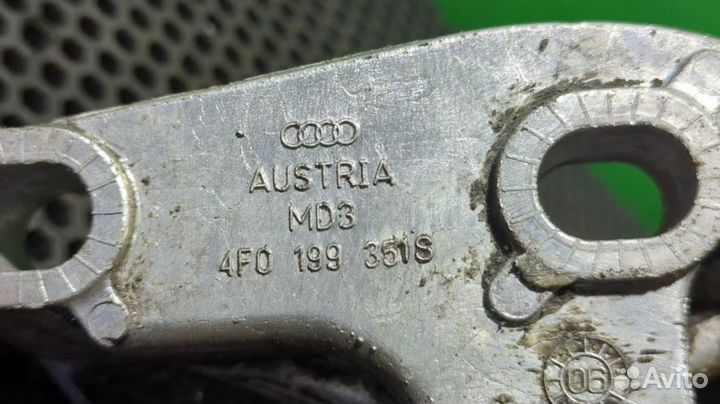 AUSTRIA
MD3
4F0 199 351S
06
Avito